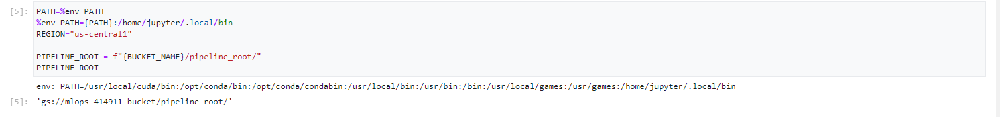 [5]: PATH=%env PATH
%env PATH={PATH}:/home/jupyter/.local/bin
REGION="us-central1"
PIPELINE_ROOT = f"{BUCKET_NAME}/pipeline_root/"
PIPELINE_ROOT
env: PATH=/usr/local/cuda/bin:/opt/conda/bin:/opt/conda/condabin:/usr/local/bin:/usr/bin:/bin:/usr/local/games:/usr/games:/home/jupyter/.local/bin
[5]: 'gs://mlops-414911-bucket/pipeline_root/'